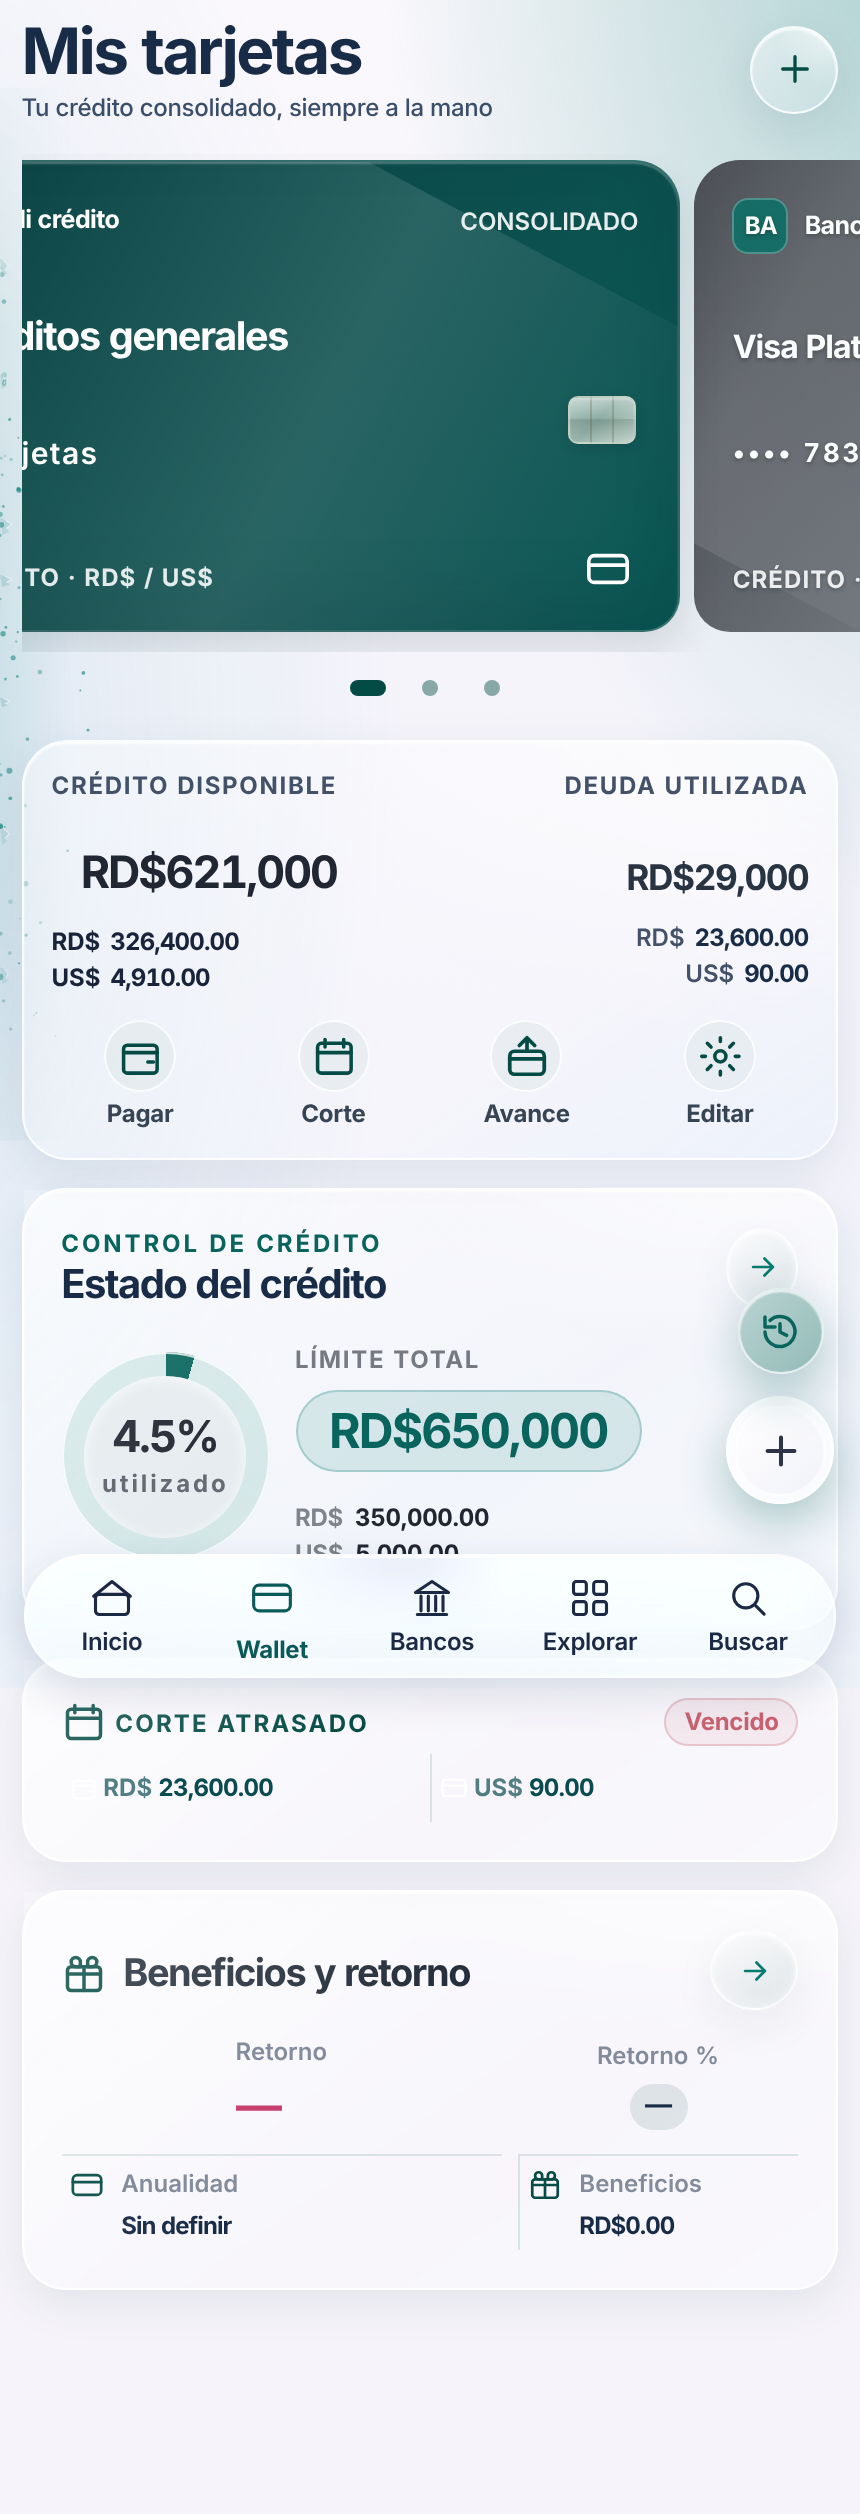 Mis tarjetas
Tu crédito consolidado, siempre a la mano
li crédito
CONSOLIDADO
ditos generales
jetas
TO · RD$ / US$
BA Banc
Visa Plat
•••• 783
CRÉDITO ·
CRÉDITO DISPONIBLE
DEUDA UTILIZADA
RD$621,000
RD$29,000
RD$ 326,400.00
RD$ 23,600.00
US$ 4,910.00
US$ 90.00
Pagar
Corte
Avance
Editar
CONTROL DE CRÉDITO
Estado del crédito
4.5%
utilizado
LÍMITE TOTAL
RD$650,000
RD$ 350,000.00
US$ 5,000.00
Inicio
Wallet
Bancos
Explorar
Buscar
CORTE ATRASADO
Vencido
RD$ 23,600.00
US$ 90.00
Beneficios y retorno
Retorno
Retorno %
—
—
Anualidad
Sin definir
Beneficios
RD$0.00